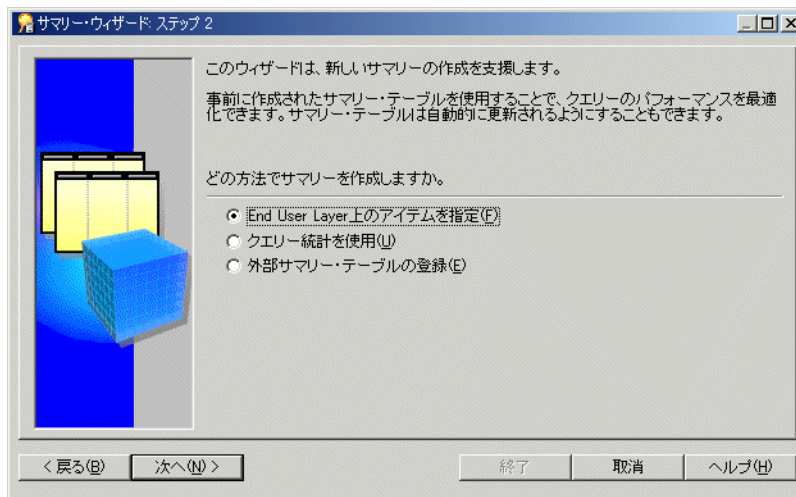 サマリー・ウィザード: ステップ 2
このウィザードは、新しいサマリーの作成を支援します。
事前に作成されたサマリー・テーブルを使用することで、クエリーのパフォーマンスを最適
化できます。サマリー・テーブルは自動的に更新されるようにすることもできます。
どの方法でサマリーを作成しますか。
End User Layer上のアイテムを指定(F)
クエリー統計を使用(U)
外部サマリー・テーブルの登録(E)
< 戻る(B) 次へ(N) > 終了 取消 ヘルプ(H)